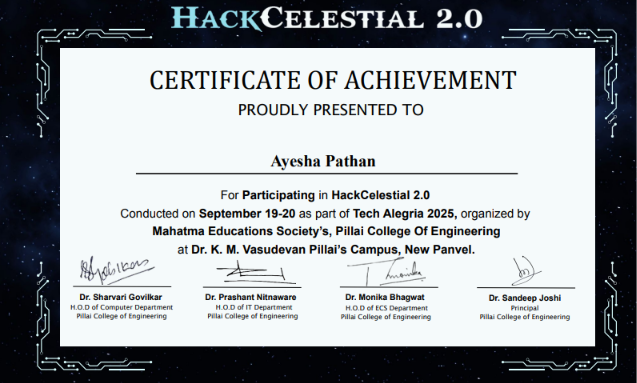 HACKCELESTIAL 2.0
CERTIFICATE OF ACHIEVEMENT
PROUDLY PRESENTED TO
Ayesha Pathan
For Participating in HackCelestial 2.0
Conducted on September 19-20 as part of Tech Alegria 2025, organized by
Mahatma Educations Society's, Pillai College Of Engineering
at Dr. K. M. Vasudevan Pillai's Campus, New Panvel.
Dr. Sharvari Govilkar
H.O.D of Computer Department
Pillai College of Engineering
Dr. Prashant Nitnaware
H.O.D of IT Department
Pillai College of Engineering
Dr. Monika Bhagwat
H.O.D of ECS Department
Pillai College of Engineering
Dr. Sandeep Joshi
Principal
Pillai College of Engineering